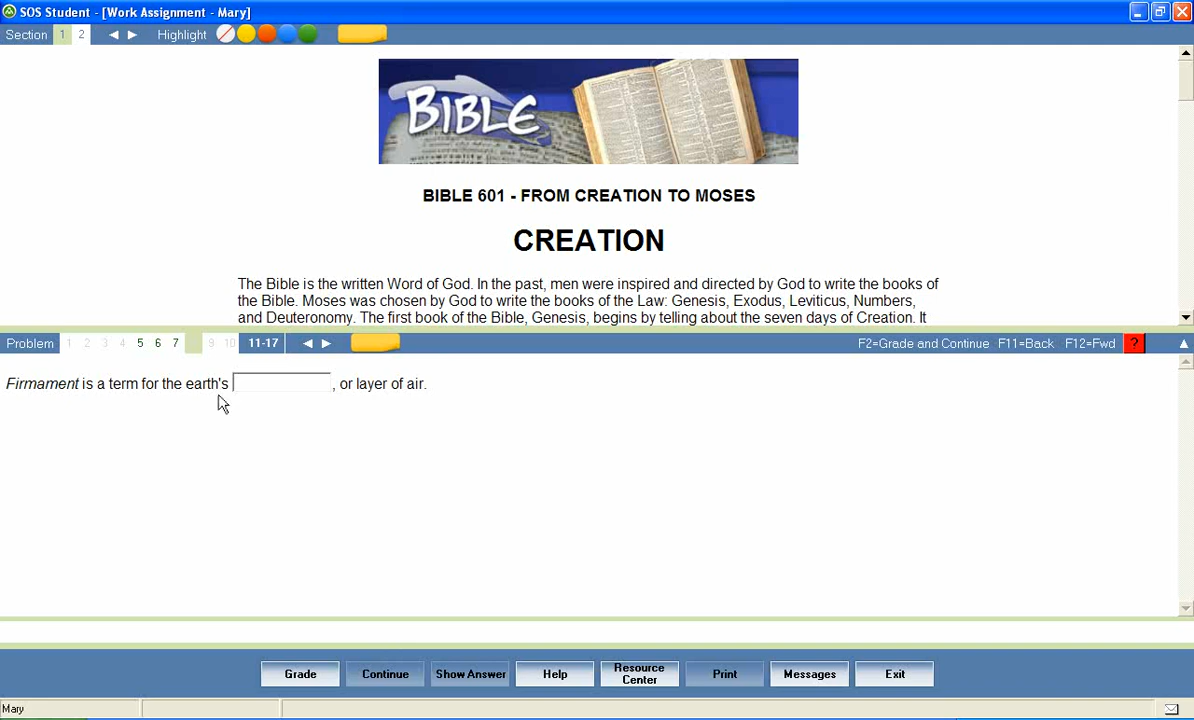 SOS Student - [Work Assignment - Mary]
Section 1 2 Highlight
BIBLE
BIBLE 601 - FROM CREATION TO MOSES
CREATION
The Bible is the written Word of God. In the past, men were inspired and directed by God to write the books of
the Bible. Moses was chosen by God to write the books of the Law: Genesis, Exodus, Leviticus, Numbers,
and Deuteronomy. The first book of the Bible, Genesis, begins by telling about the seven days of Creation. It
Problem 1 2 3 4 5 6 7 9 10 11-17 F2=Grade and Continue F11=Back F12=Fwd ?
Firmament is a term for the earth's , or layer of air.
Grade Continue Show Answer Help Resource Center Print Messages Exit
Mary